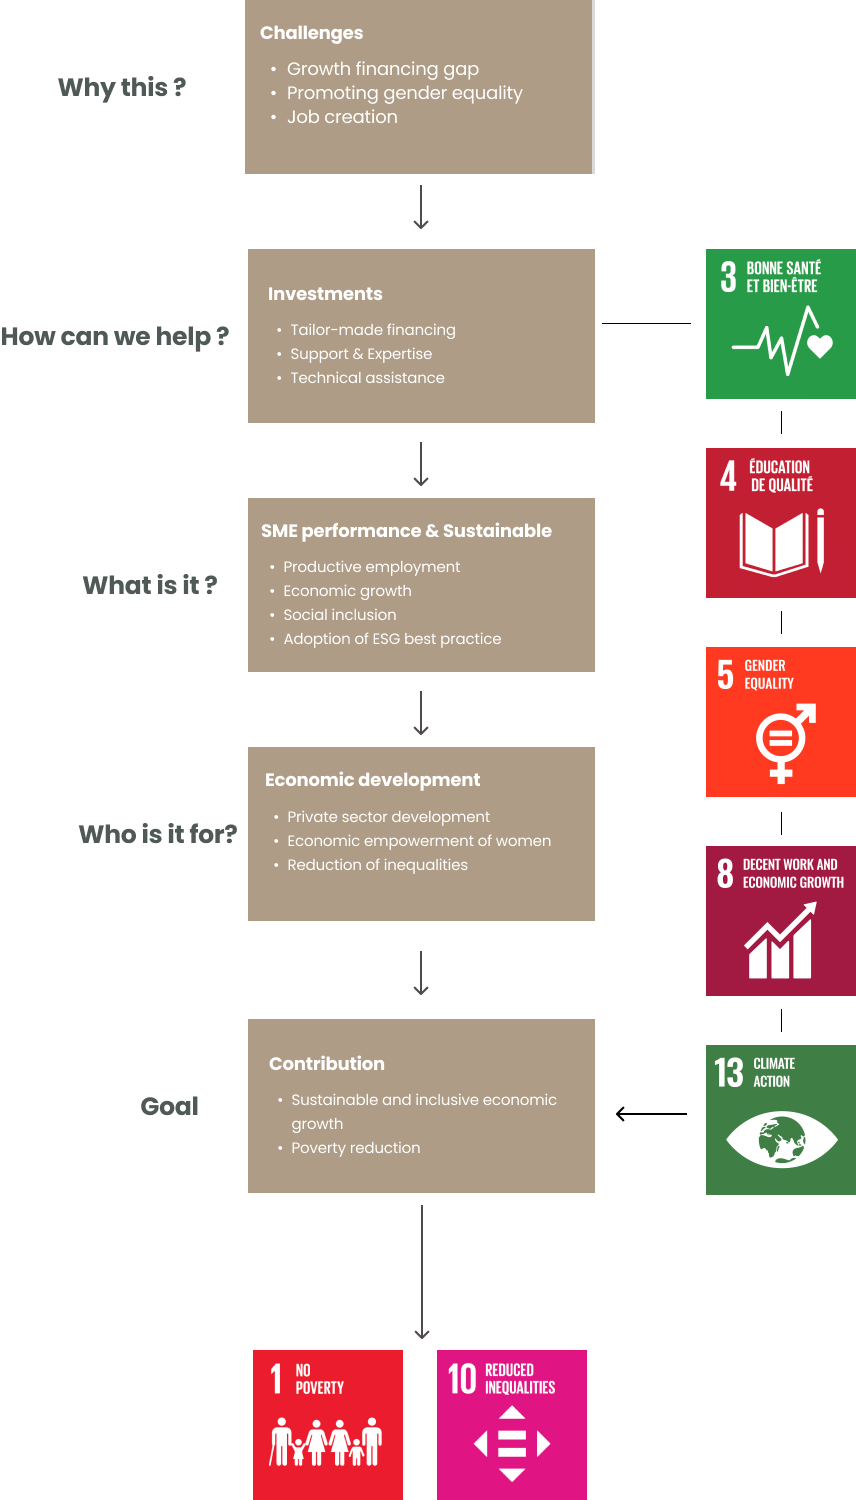 Challenges
• Growth financing gap
• Promoting gender equality
• Job creation
Why this ?
Investments
• Tailor-made financing
• Support & Expertise
• Technical assistance
How can we help ?
3 BONNE SANTÉ
ET BIEN-ÊTRE
SME performance & Sustainable
• Productive employment
• Economic growth
• Social inclusion
• Adoption of ESG best practice
What is it ?
4 ÉDUCATION
DE QUALITÉ
5 GENDER
EQUALITY
Economic development
• Private sector development
• Economic empowerment of women
• Reduction of inequalities
Who is it for?
8 DECENT WORK AND
ECONOMIC GROWTH
Contribution
• Sustainable and inclusive economic
growth
• Poverty reduction
Goal
13 CLIMATE
ACTION
1 NO
POVERTY
10 REDUCED
INEQUALITIES